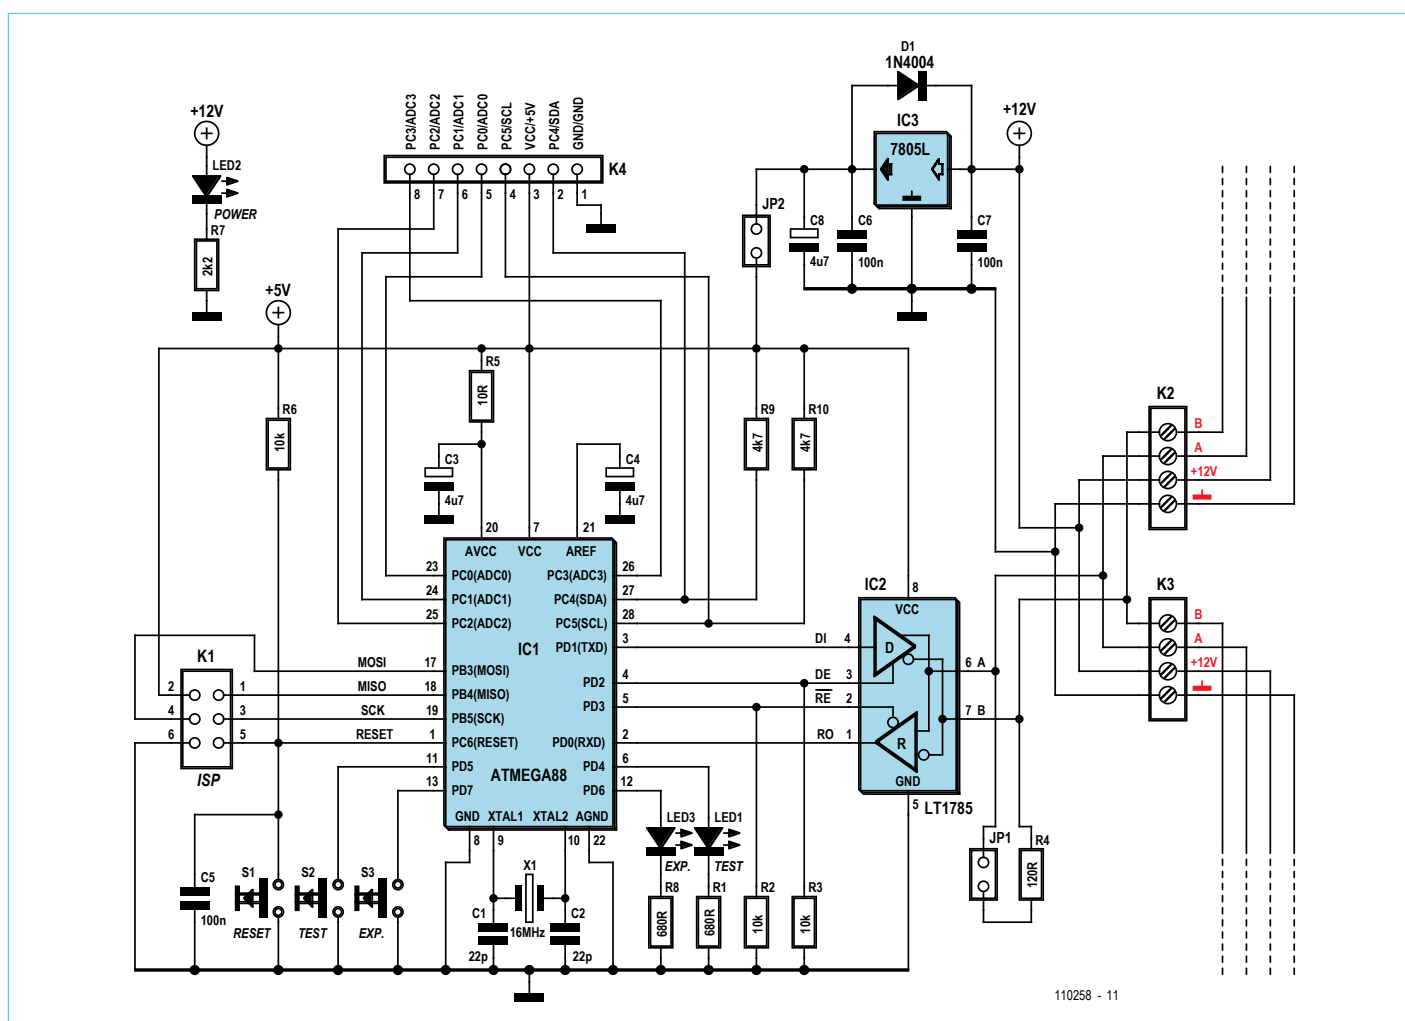 D1
1N4004
+12V
LED2
POWER
R7
2k2
+5V
PC3/ADC3
PC2/ADC2
PC1/ADC1
PC0/ADC0
PC5/SCL
VCC/+5V
PC4/SDA
GND/GND
K4
8 7 6 5 4 3 2 1
IC3
7805L
+12V
JP2
C8
4u7
C6
100n
C7
100n
R5
10R
R6
10k
R9
4k7
R10
4k7
C3
4u7
C4
4u7
K2
B
A
+12V
K3
B
A
+12V
20 7 21
AVCC VCC AREF
23 PC0(ADC0) PC3(ADC3) 26
24 PC1(ADC1) PC4(SDA) 27
25 PC2(ADC2) PC5(SCL) 28
IC1 PD1(TXD) 3
MOSI 17 PB3(MOSI)
MISO 18 PB4(MISO) PD2 4
SCK 19 PB5(SCK) PD3 5
RESET 1 PC6(RESET) PD0(RXD) 2
11 PD5 ATMEGA88 PD4 6
13 PD7 PD6 12
GND XTAL1 XTAL2 AGND
8 9 10 22
K1
2 1
4 3
6 5
ISP
IC2
8
VCC
DI 4 D
DE 3
RE 2
RO 1 R
6 A
7 B
GND
5
LT1785
LED3
EXP.
LED1
TEST
R8
680R
R1
680R
R2
10k
R3
10k
JP1
R4
120R
C5
100n
S1
RESET
S2
TEST
S3
EXP.
X1
16MHz
C1
22p
C2
22p
110258 - 11